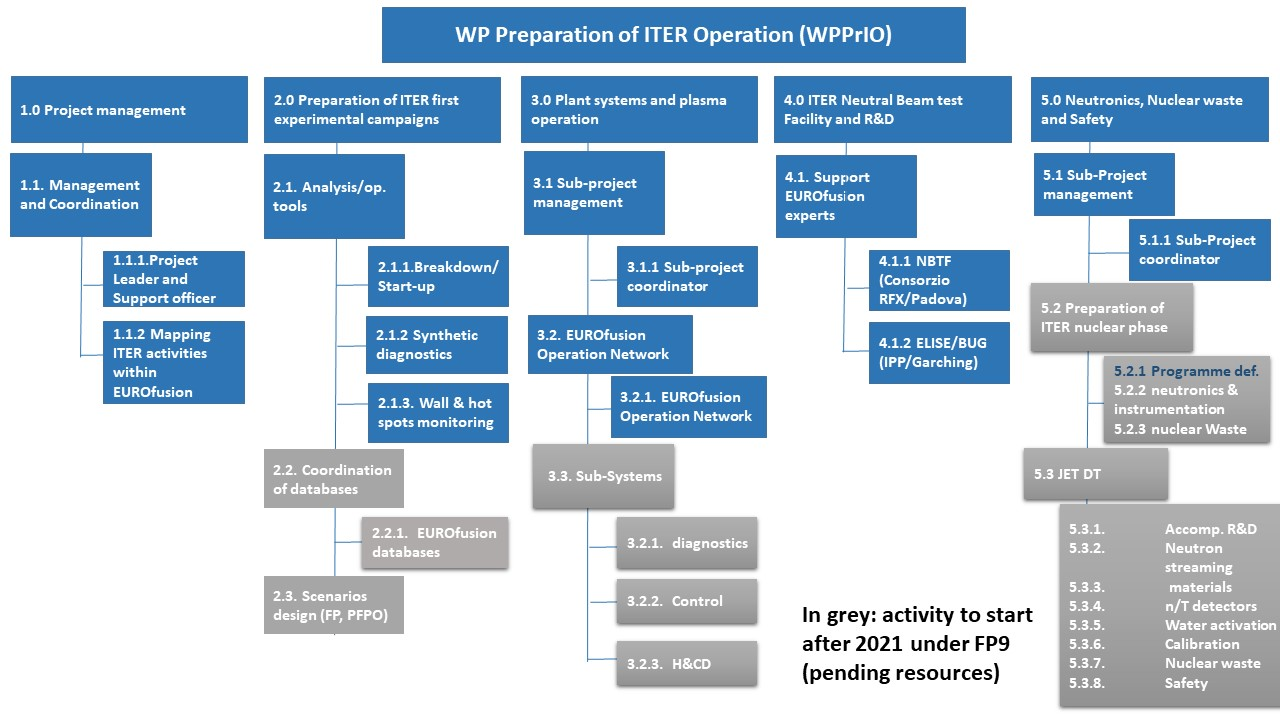 WP Preparation of ITER Operation (WPPrIO)
1.0 Project management
1.1. Management
and Coordination
1.1.1.Project
Leader and
Support officer
1.1.2 Mapping
ITER activities
within
EUROfusion
2.0 Preparation of ITER first
experimental campaigns
2.1. Analysis/op.
tools
2.1.1.Breakdown/
Start-up
2.1.2 Synthetic
diagnostics
2.1.3. Wall & hot
spots monitoring
2.2. Coordination
of databases
2.2.1. EUROfusion
databases
2.3. Scenarios
design (FP, PFPO)
3.0 Plant systems and plasma
operation
3.1 Sub-project
management
3.1.1 Sub-project
coordinator
3.2. EUROfusion
Operation Network
3.2.1. EUROfusion
Operation Network
3.3. Sub-Systems
3.2.1. diagnostics
3.2.2. Control
3.2.3. H&CD
4.0 ITER Neutral Beam test
Facility and R&D
4.1. Support
EUROfusion
experts
4.1.1 NBTF
(Consorzio
RFX/Padova)
4.1.2 ELISE/BUG
(IPP/Garching)
5.0 Neutronics, Nuclear waste
and Safety
5.1 Sub-Project
management
5.1.1 Sub-Project
coordinator
5.2 Preparation of
ITER nuclear phase
5.2.1 Programme def.
5.2.2 neutronics &
instrumentation
5.2.3 nuclear Waste
5.3 JET DT
5.3.1. Accomp. R&D
5.3.2. Neutron
streaming
5.3.3. materials
5.3.4. n/T detectors
5.3.5. Water activation
5.3.6. Calibration
5.3.7. Nuclear waste
5.3.8. Safety
In grey: activity to start
after 2021 under FP9
(pending resources)